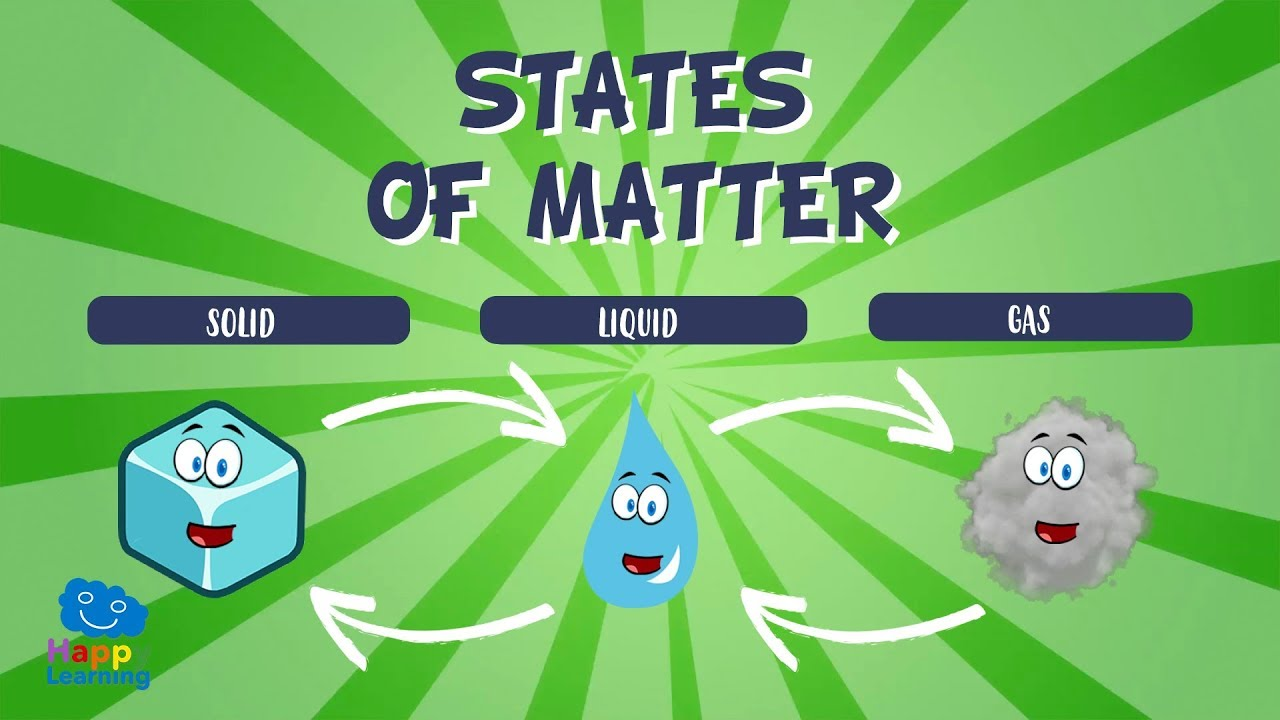 STATES
OF MATTER
SOLID
LIQUID
GAS
Happy
Learning